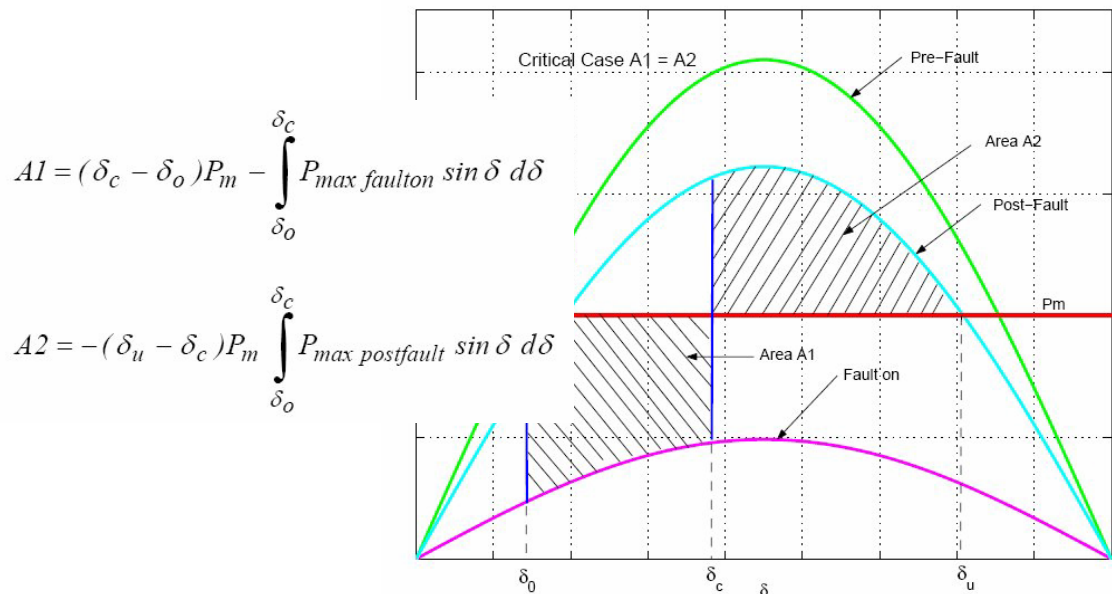 Critical Case A1 = A2
Pre-Fault
Area A2
Post-Fault
Pm
Area A1
Fault on
δ0
δc
δ
δu
δc
A1 = (δc − δo)Pm − ∫ Pmax faulton sin δ dδ
δo
δc
A2 = −(δu − δc)Pm ∫ Pmax postfault sin δ dδ
δo